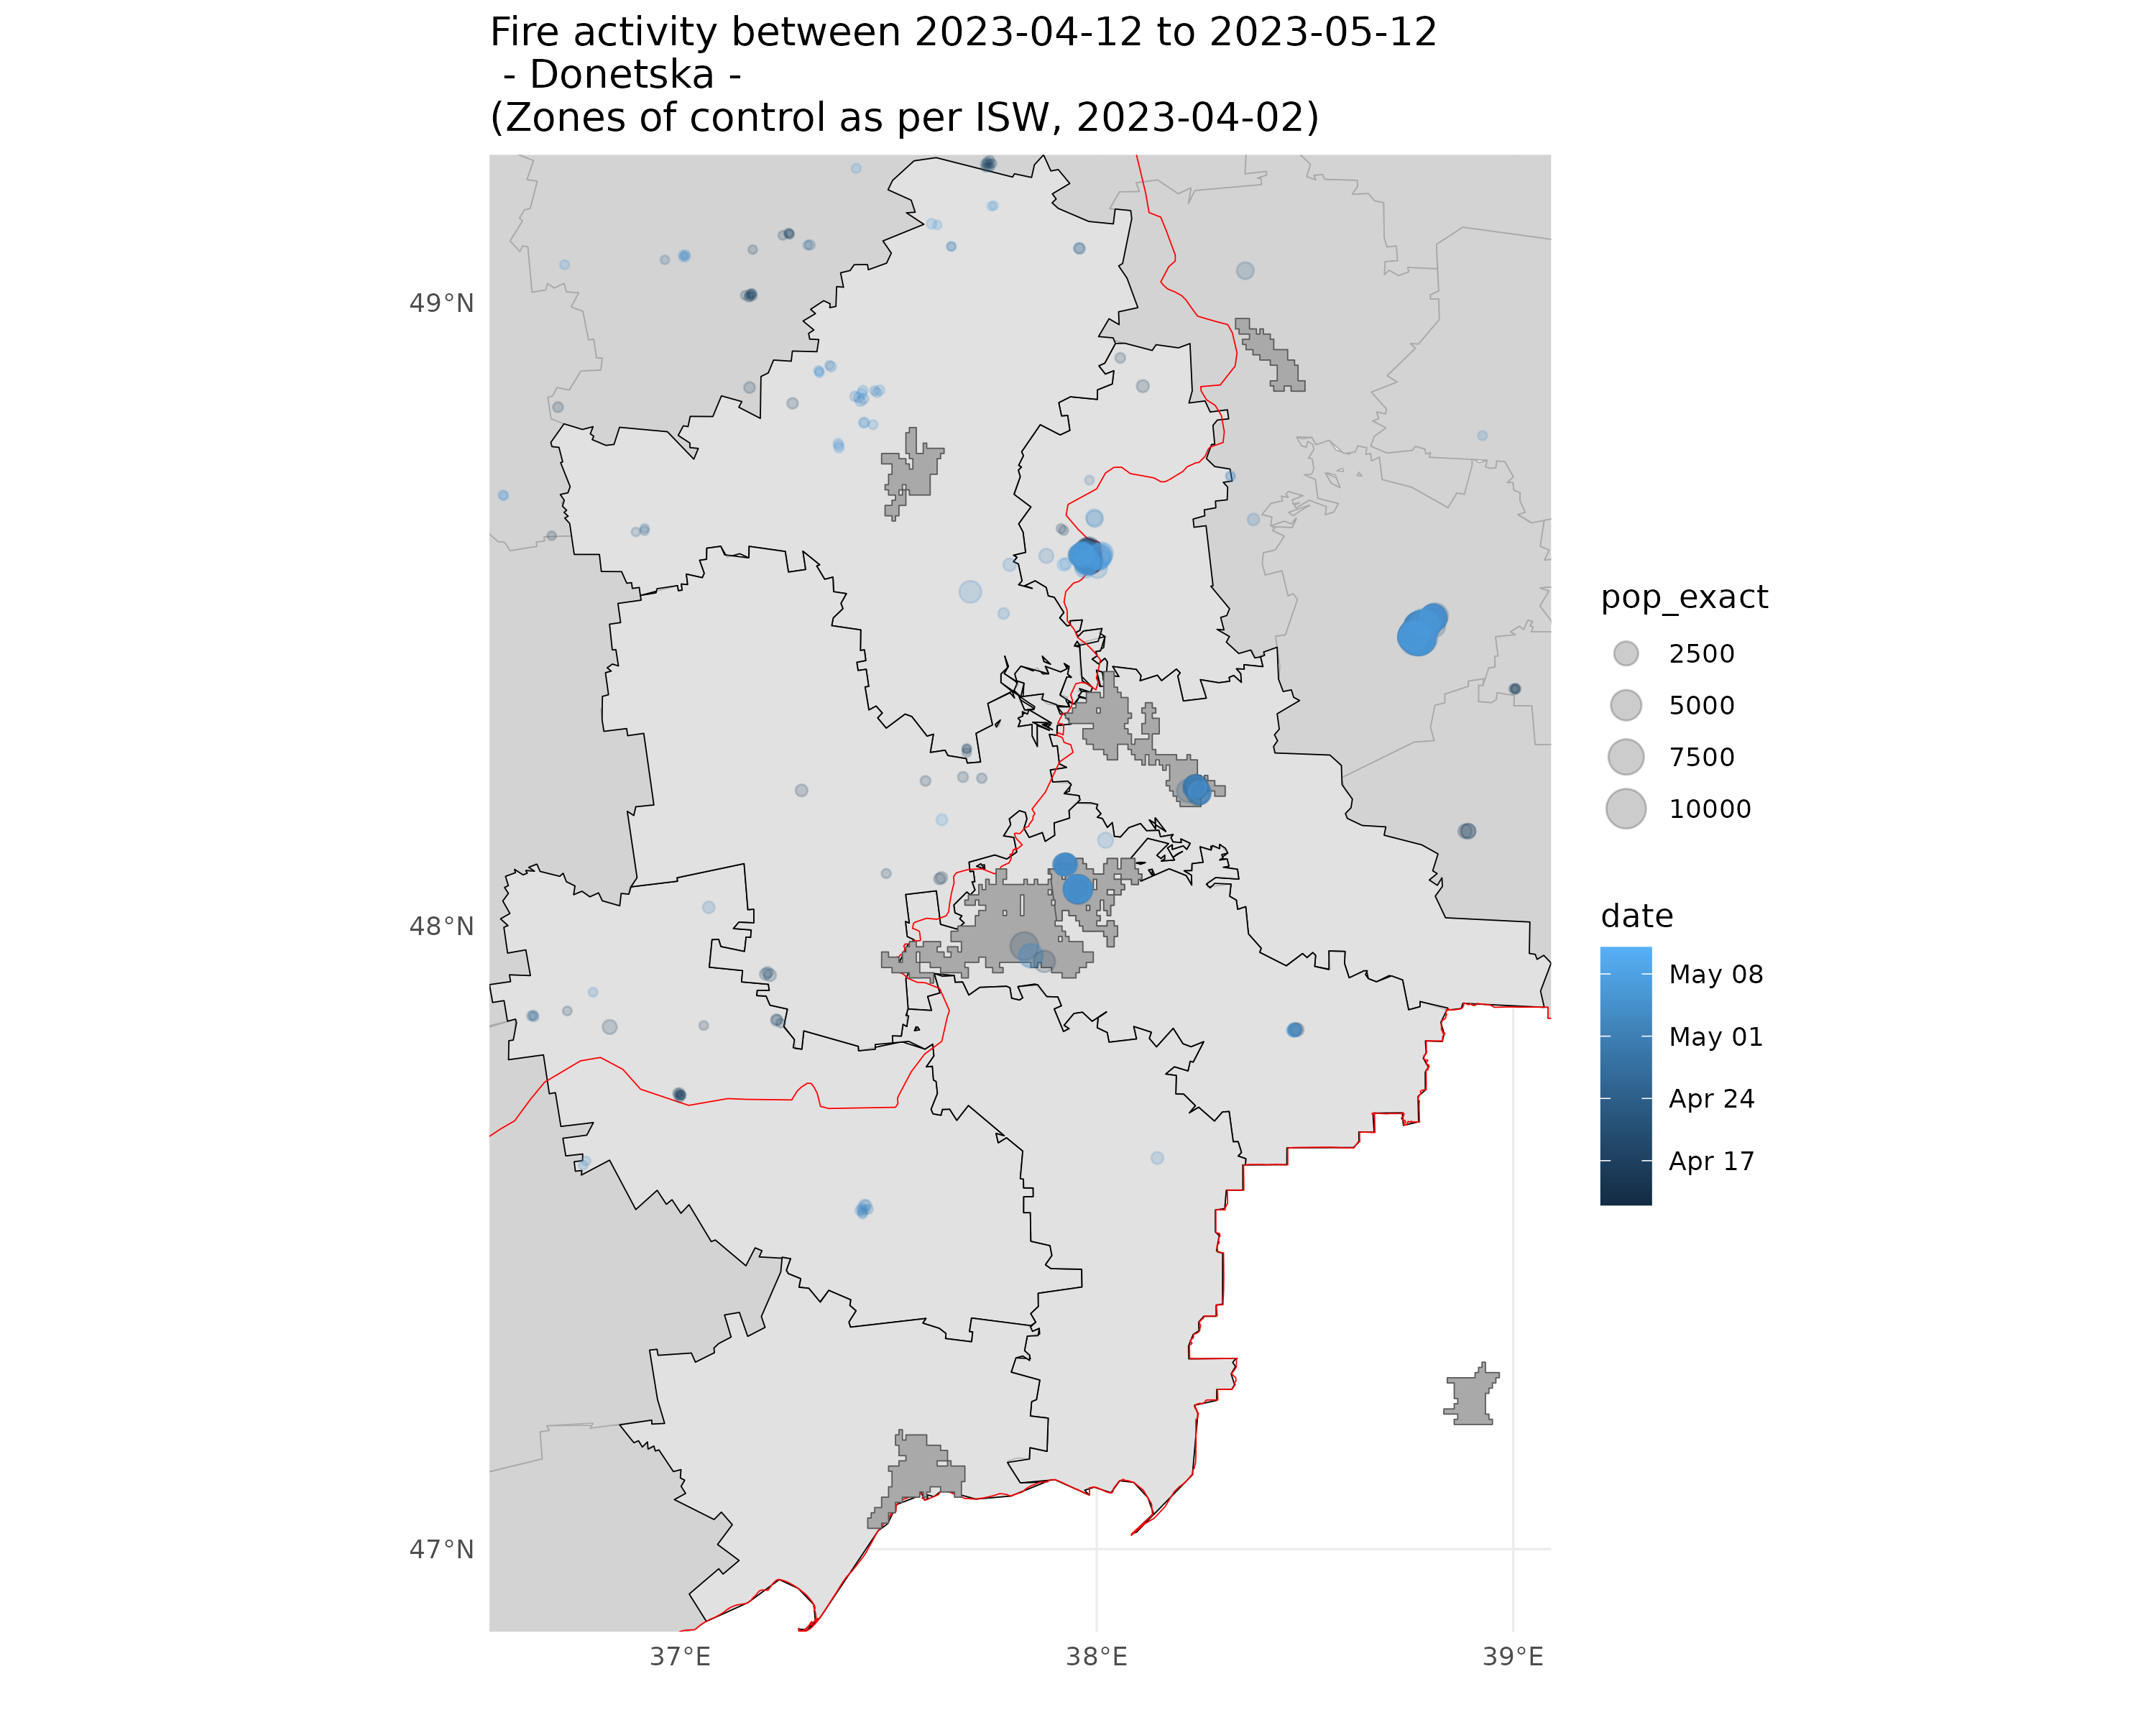 Fire activity between 2023-04-12 to 2023-05-12
- Donetska -
(Zones of control as per ISW, 2023-04-02)
49°N
48°N
47°N
37°E
38°E
39°E
pop_exact
2500
5000
7500
10000
date
May 08
May 01
Apr 24
Apr 17